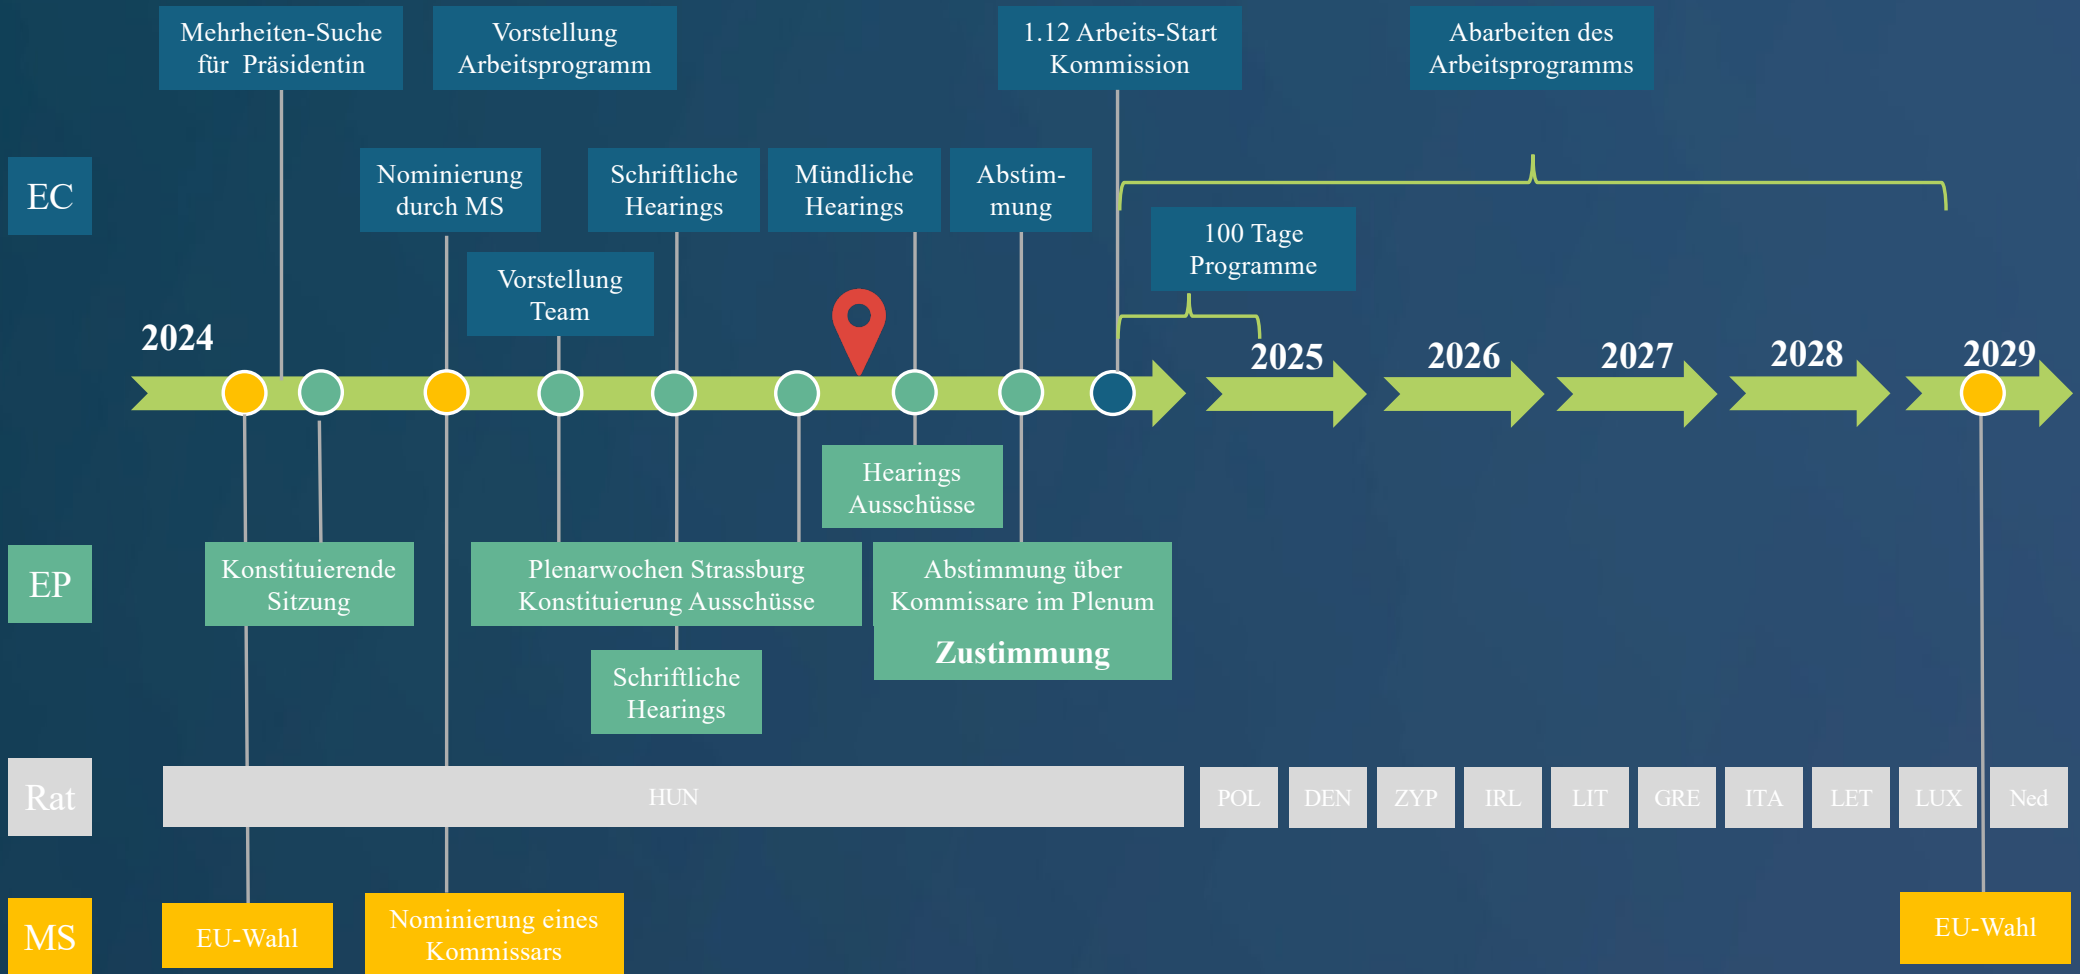 Mehrheiten-Suche
für Präsidentin
Vorstellung
Arbeitsprogramm
1.12 Arbeits-Start
Kommission
Abarbeiten des
Arbeitsprogramms
EC
Nominierung
durch MS
Schriftliche
Hearings
Mündliche
Hearings
Abstim-
mung
Vorstellung
Team
100 Tage
Programme
2024
2025
2026
2027
2028
2029
Hearings
Ausschüsse
EP
Konstituierende
Sitzung
Plenarwochen Strassburg
Konstituierung Ausschüsse
Abstimmung über
Kommissare im Plenum
Zustimmung
Schriftliche
Hearings
Rat
HUN
POL
DEN
ZYP
IRL
LIT
GRE
ITA
LET
LUX
Ned
MS
EU-Wahl
Nominierung eines
Kommissars
EU-Wahl